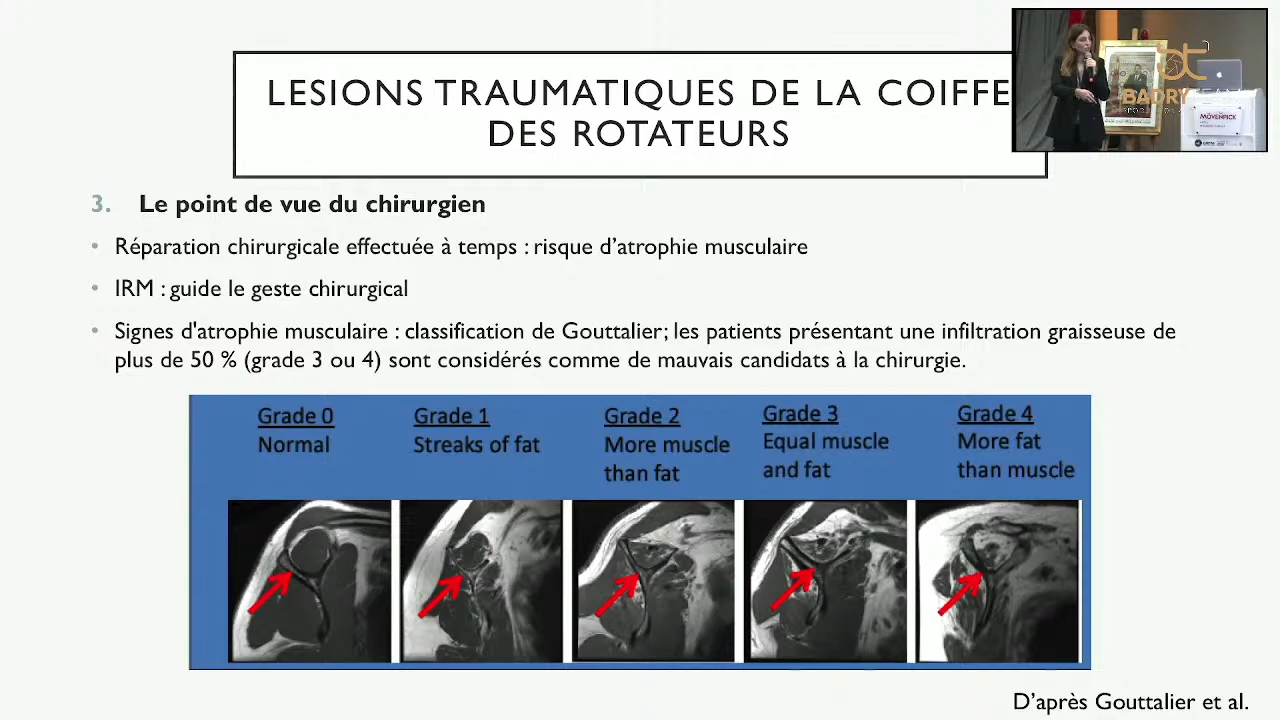 LESIONS TRAUMATIQUES DE LA COIFFE
DES ROTATEURS
3. Le point de vue du chirurgien
• Réparation chirurgicale effectuée à temps : risque d'atrophie musculaire
• IRM : guide le geste chirurgical
• Signes d'atrophie musculaire : classification de Gouttalier; les patients présentant une infiltration graisseuse de
plus de 50 % (grade 3 ou 4) sont considérés comme de mauvais candidats à la chirurgie.
Grade 0
Normal
Grade 1
Streaks of fat
Grade 2
More muscle
than fat
Grade 3
Equal muscle
and fat
Grade 4
More fat
than muscle
D'après Gouttalier et al.
MÖVENPICK